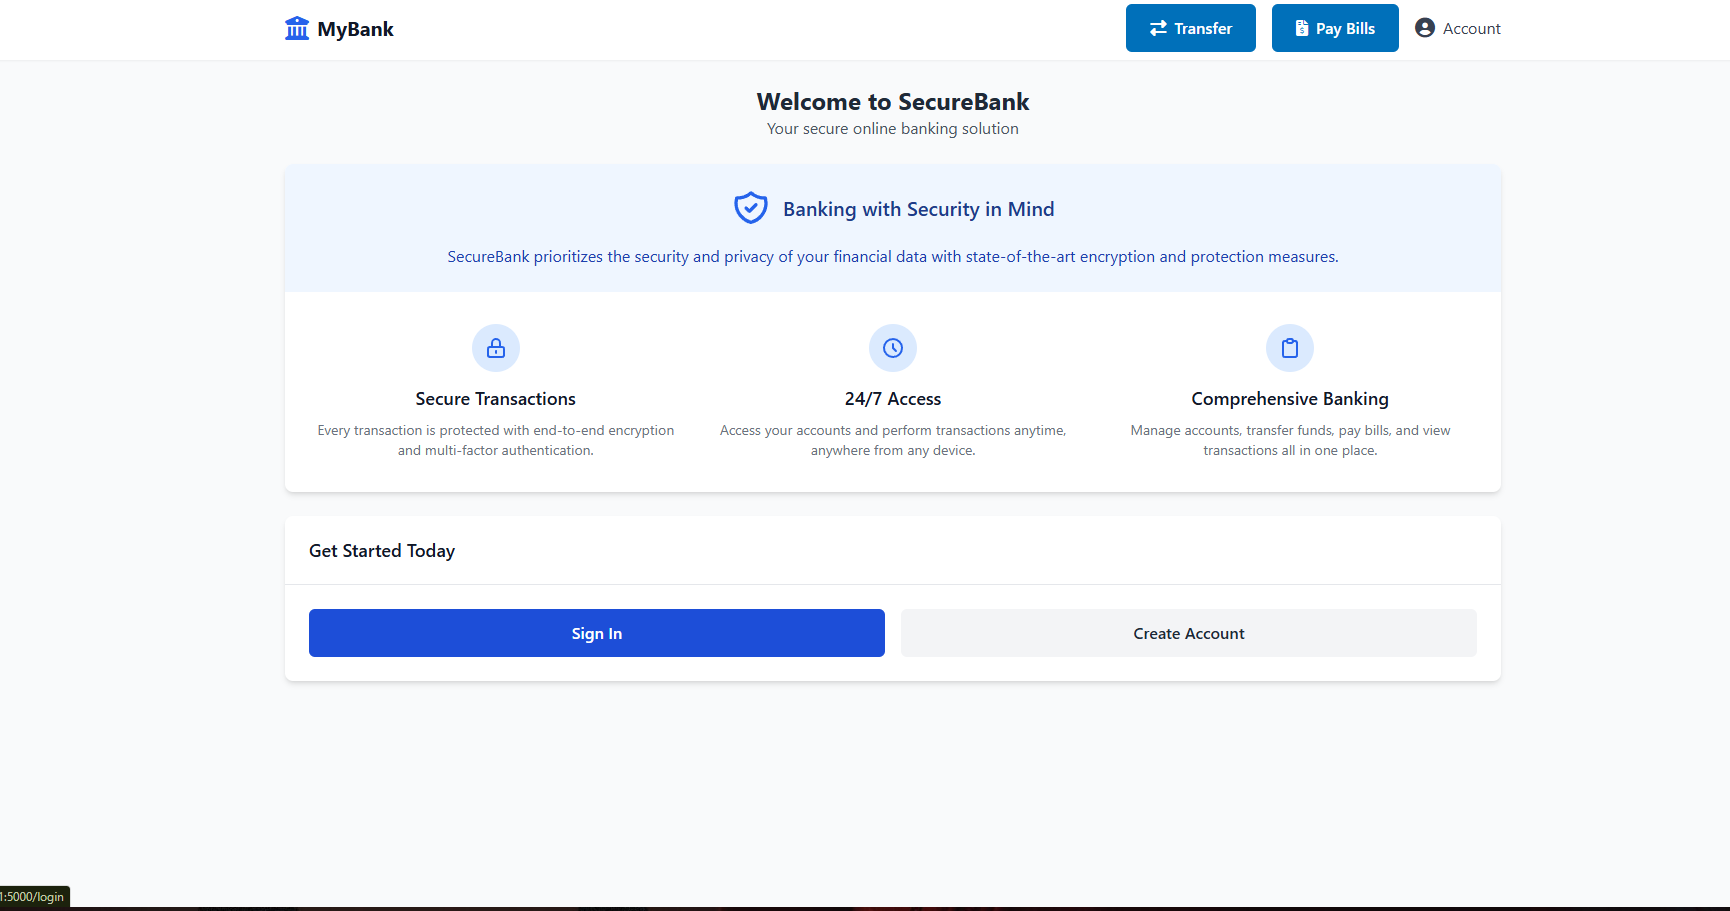 MyBank
Transfer
Pay Bills
Account
Welcome to SecureBank
Your secure online banking solution
Banking with Security in Mind
SecureBank prioritizes the security and privacy of your financial data with state-of-the-art encryption and protection measures.
Secure Transactions
Every transaction is protected with end-to-end encryption
and multi-factor authentication.
24/7 Access
Access your accounts and perform transactions anytime,
anywhere from any device.
Comprehensive Banking
Manage accounts, transfer funds, pay bills, and view
transactions all in one place.
Get Started Today
Sign In
Create Account
1:5000/login